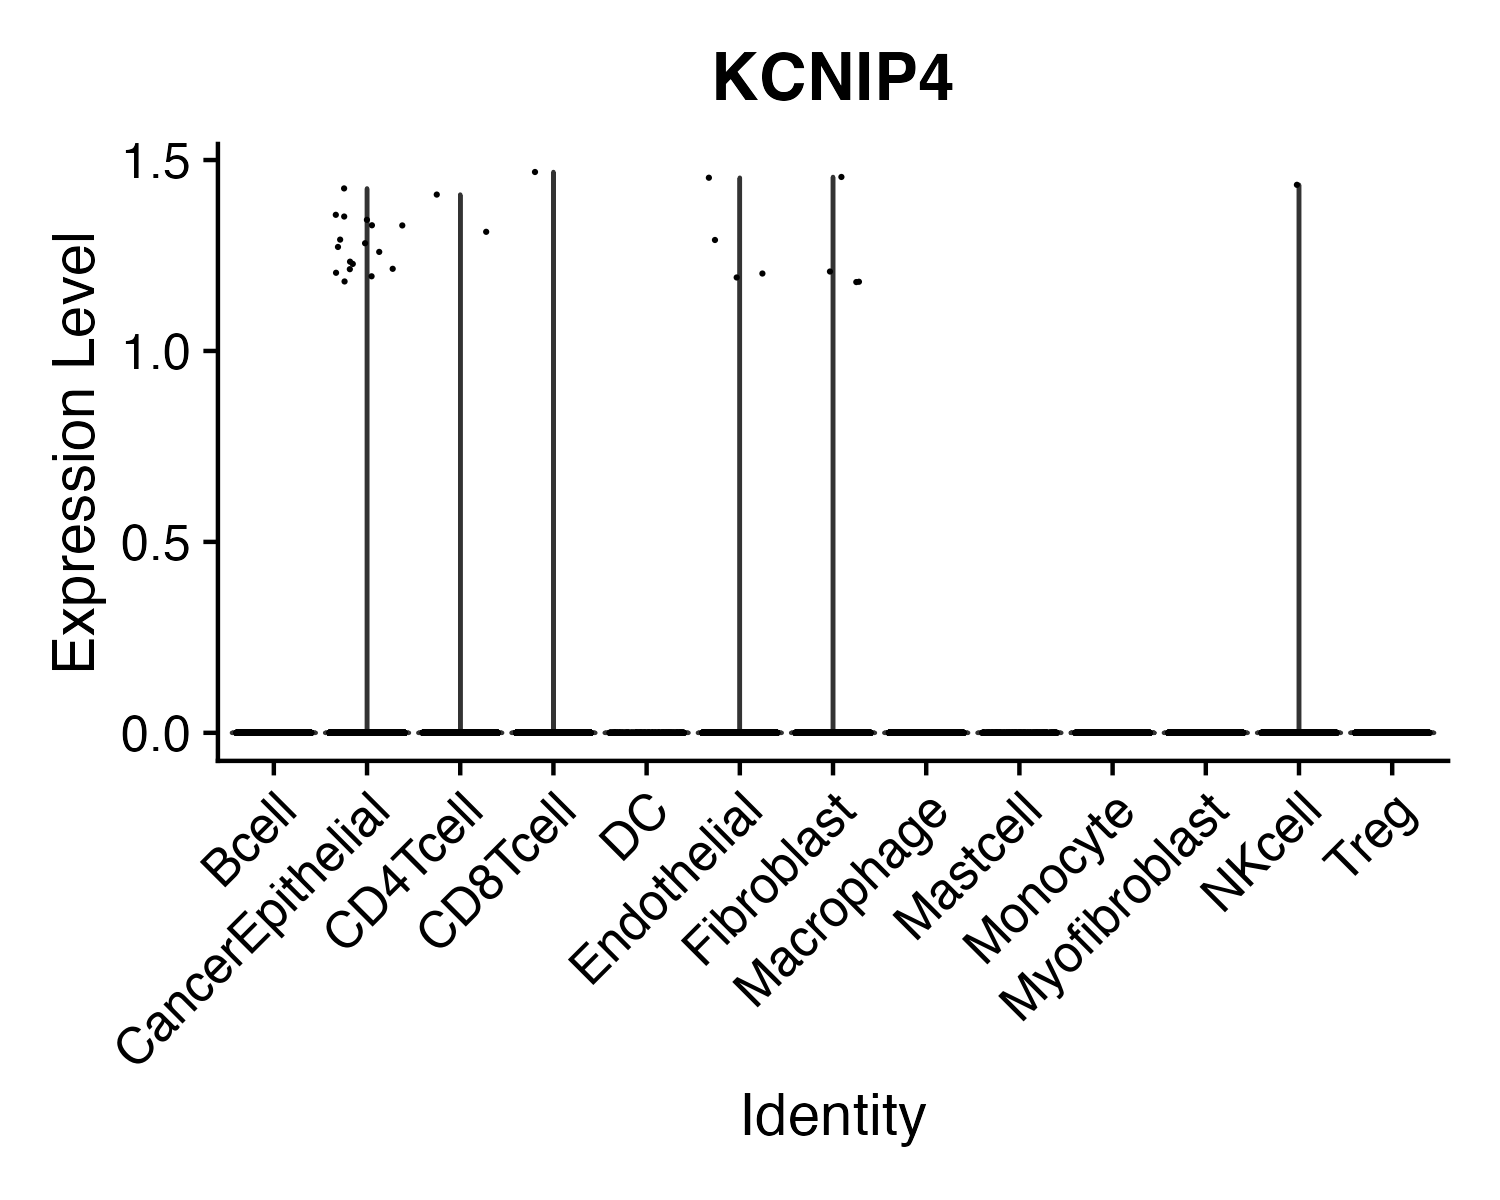 KCNIP4
Expression Level
1.5
1.0
0.5
0.0
Bcell
CancerEpithelial
CD4Tcell
CD8Tcell
DC
Endothelial
Fibroblast
Macrophage
Mastcell
Monocyte
Myofibroblast
NKcell
Treg
Identity